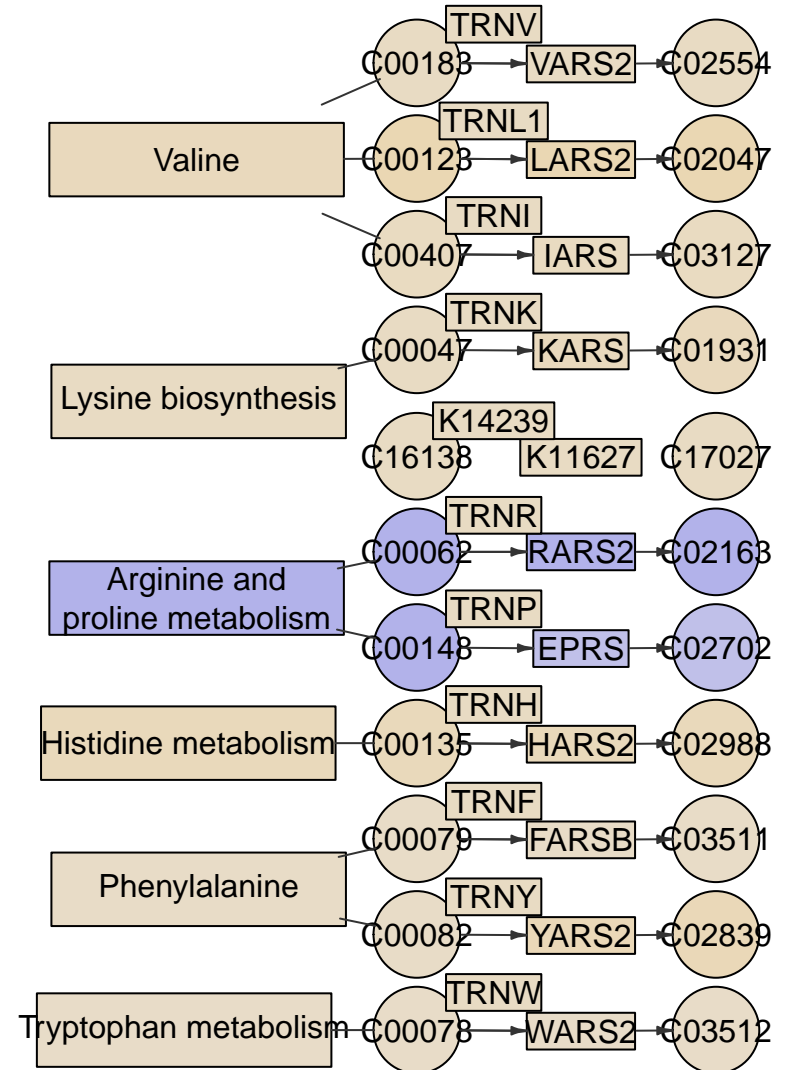 TRNV
C00183
VARS2
C02554
TRNL1
Valine
C00123
LARS2
C02047
TRNI
C00407
IARS
C03127
TRNK
C00047
KARS
C01931
Lysine biosynthesis
K14239
C16138
K11627
C17027
TRNR
C00062
RARS2
C02163
Arginine and
proline metabolism
TRNP
C00148
EPRS
C02702
TRNH
Histidine metabolism
C00135
HARS2
C02988
TRNF
C00079
FARSB
C03511
Phenylalanine
TRNY
C00082
YARS2
C02839
TRNW
Tryptophan metabolism
C00078
WARS2
C03512